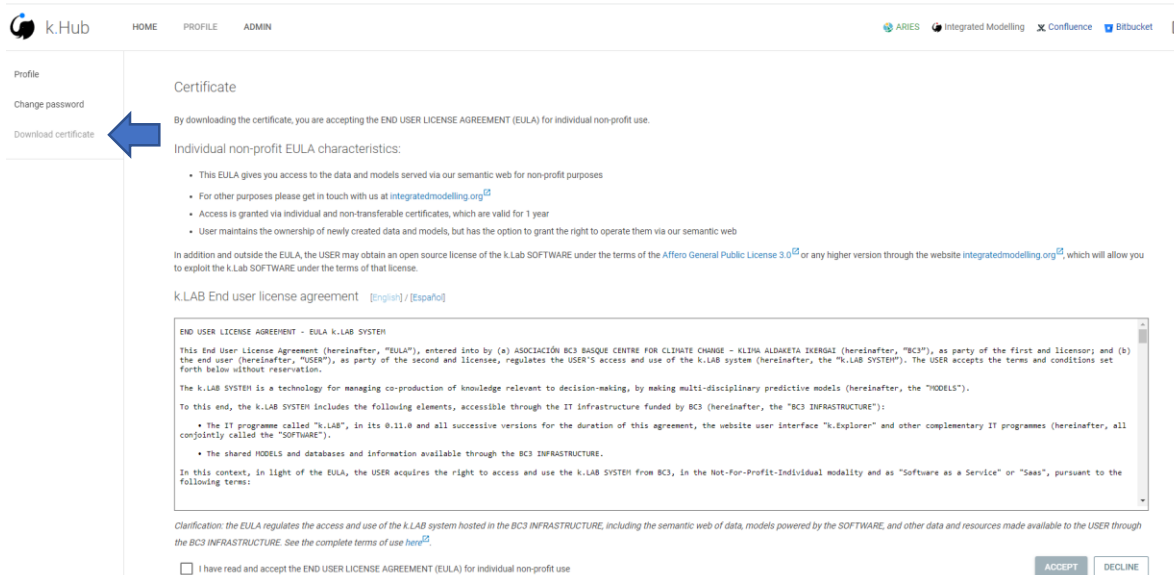 k.Hub HOME PROFILE ADMIN ARIES Integrated Modelling Confluence Bitbucket
Profile
Change password
Download certificate
Certificate
By downloading the certificate, you are accepting the END USER LICENSE AGREEMENT (EULA) for individual non-profit use.
Individual non-profit EULA characteristics:
• This EULA gives you access to the data and models served via our semantic web for non-profit purposes
• For other purposes please get in touch with us at integratedmodelling.org
• Access is granted via individual and non-transferable certificates, which are valid for 1 year
• User maintains the ownership of newly created data and models, but has the option to grant the right to operate them via our semantic web
In addition and outside the EULA, the USER may obtain an open source license of the k.Lab SOFTWARE under the terms of the Affero General Public License 3.0 or any higher version through the website integratedmodelling.org, which will allow you
to exploit the k.Lab SOFTWARE under the terms of that license.
k.LAB End user license agreement [English] / [Español]
END USER LICENSE AGREEMENT - EULA k.LAB SYSTEM
This End User License Agreement (hereinafter, “EULA”), entered into by (a) ASOCIACIÓN BC3 BASQUE CENTRE FOR CLIMATE CHANGE – KLIMA ALDAKETA IKERGAI (hereinafter, “BC3”), as party of the first and licensor; and (b)
the end user (hereinafter, “USER”), as party of the second and licensee, regulates the USER'S access and use of the k.LAB system (hereinafter, the “k.LAB SYSTEM”). The USER accepts the terms and conditions set
forth below without reservation.
The k.LAB SYSTEM is a technology for managing co-production of knowledge relevant to decision-making, by making multi-disciplinary predictive models (hereinafter, the "MODELS").
To this end, the k.LAB SYSTEM includes the following elements, accessible through the IT infrastructure funded by BC3 (hereinafter, the "BC3 INFRASTRUCTURE"):
• The IT programme called "k.LAB", in its 0.11.0 and all successive versions for the duration of this agreement, the website user interface "k.Explorer" and other complementary IT programmes (hereinafter, all
conjointly called the "SOFTWARE").
• The shared MODELS and databases and information available through the BC3 INFRASTRUCTURE.
In this context, in light of the EULA, the USER acquires the right to access and use the k.LAB SYSTEM from BC3, in the Not-For-Profit-Individual modality and as "Software as a Service" or "Saas", pursuant to the
following terms:
Clarification: the EULA regulates the access and use of the k.LAB system hosted in the BC3 INFRASTRUCTURE, including the semantic web of data, models powered by the SOFTWARE, and other data and resources made available to the USER through
the BC3 INFRASTRUCTURE. See the complete terms of use here.
I have read and accept the END USER LICENSE AGREEMENT (EULA) for individual non-profit use ACCEPT DECLINE